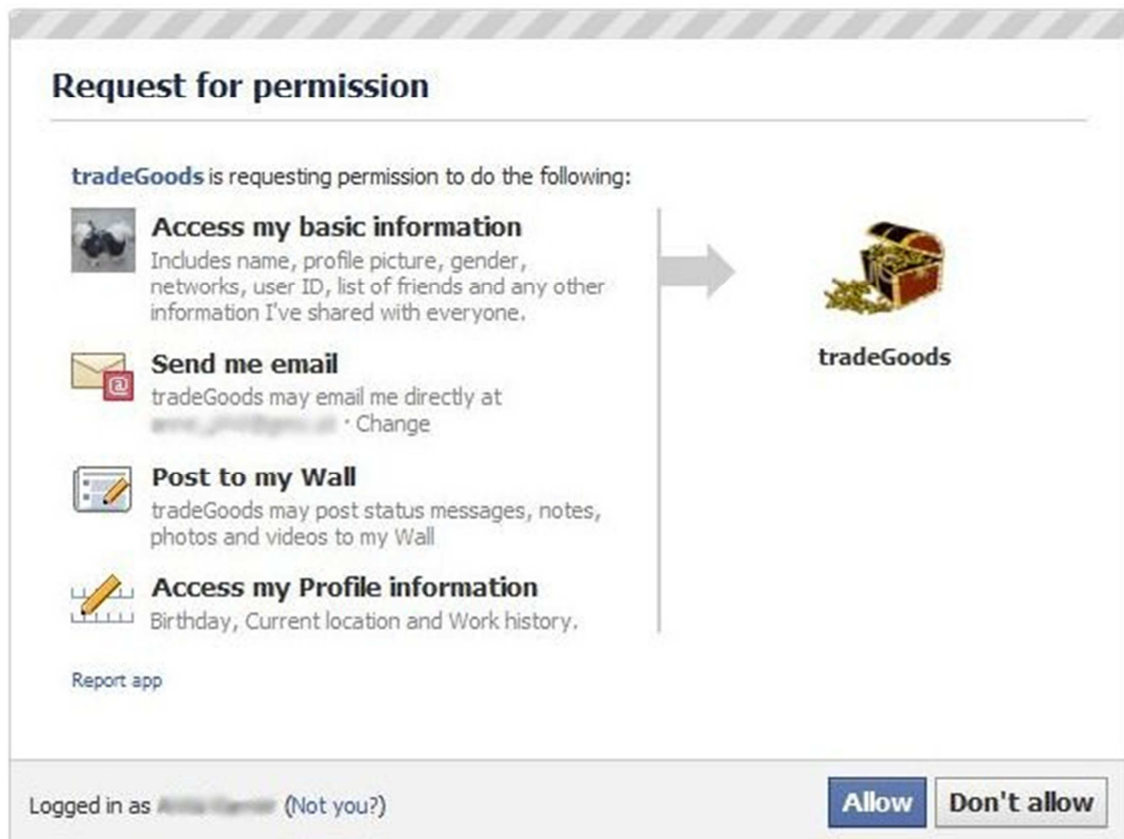 Request for permission
tradeGoods is requesting permission to do the following:
Access my basic information
Includes name, profile picture, gender,
networks, user ID, list of friends and any other
information I've shared with everyone.
tradeGoods
Send me email
tradeGoods may email me directly at
· Change
Post to my Wall
tradeGoods may post status messages, notes,
photos and videos to my Wall
Access my Profile information
Birthday, Current location and Work history.
Report app
Logged in as (Not you?)
Allow
Don't allow